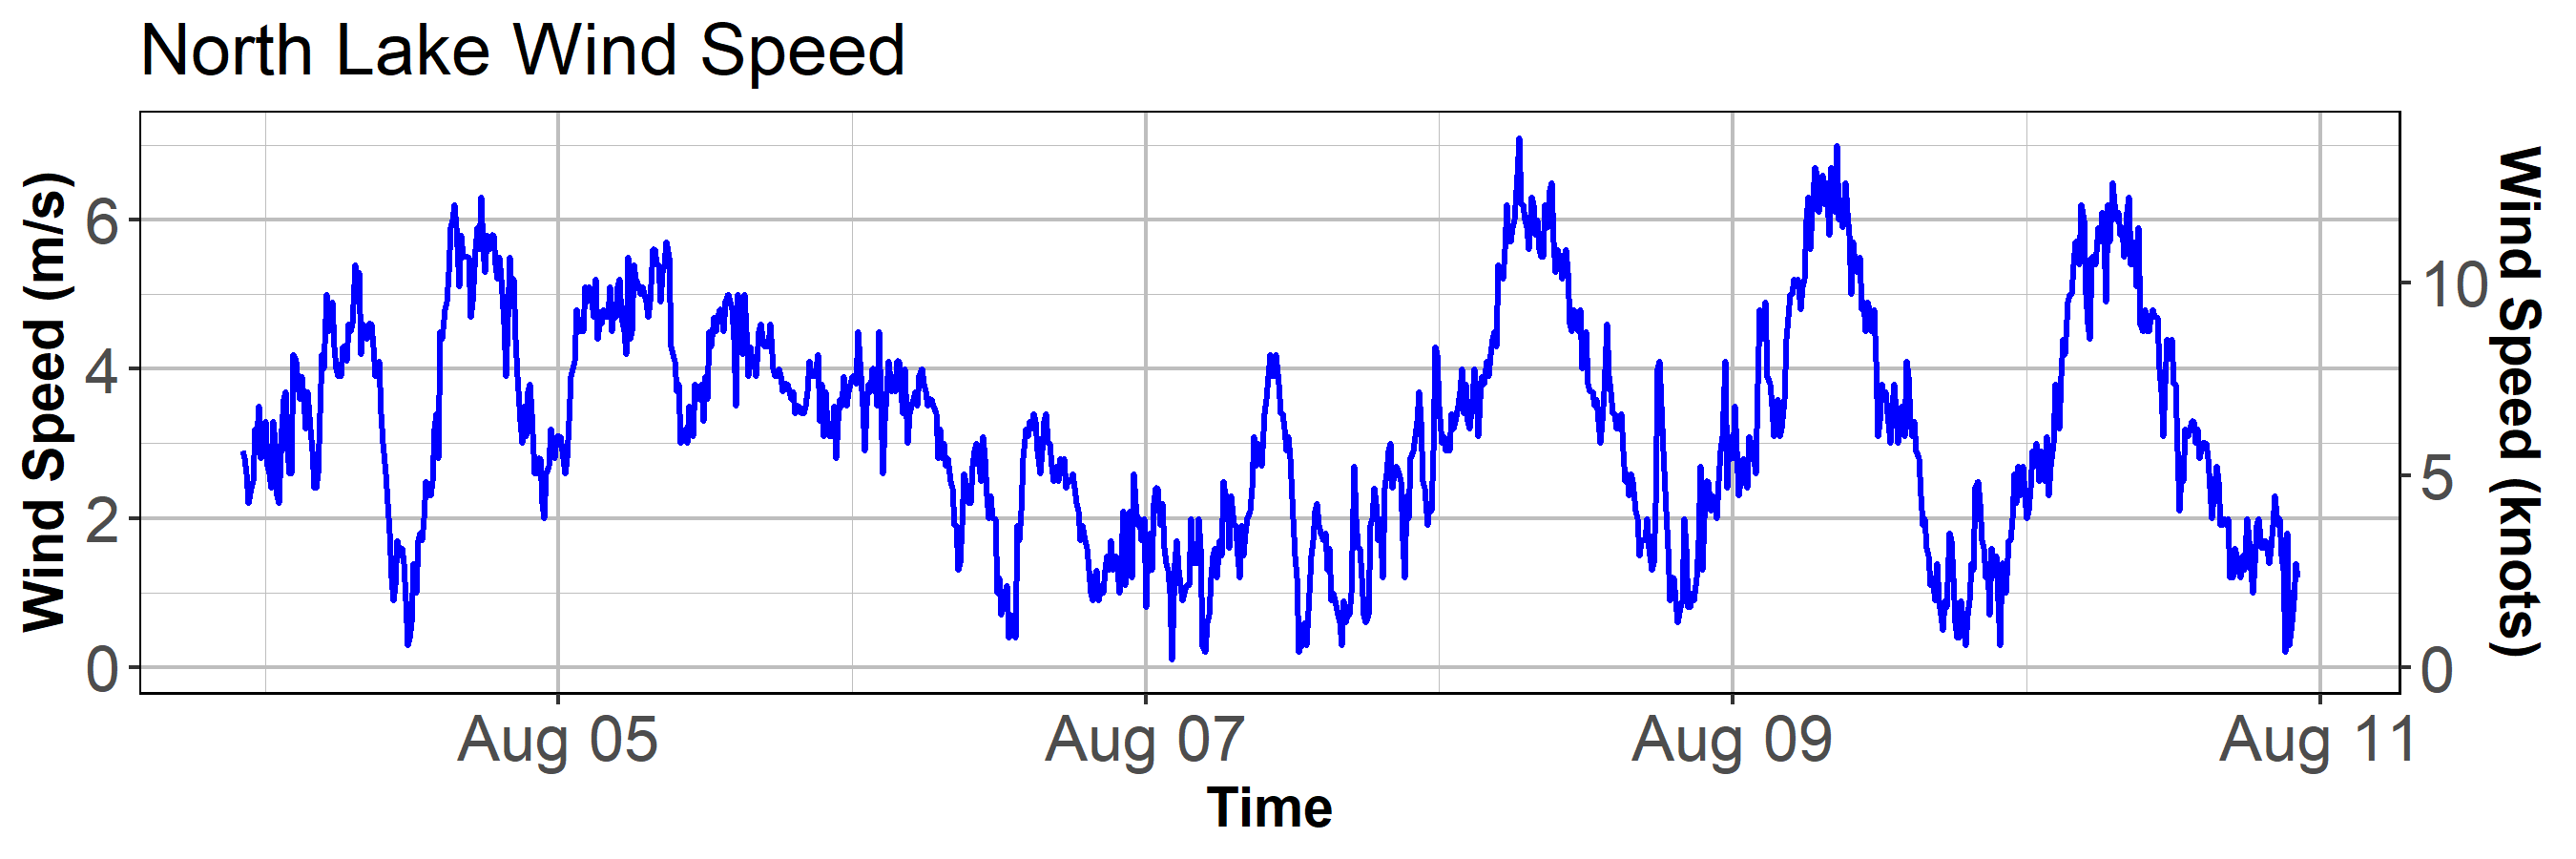 North Lake Wind Speed
Wind Speed (m/s)
6
4
2
0
10
5
0
Wind Speed (knots)
Aug 05
Aug 07
Aug 09
Aug 11
Time